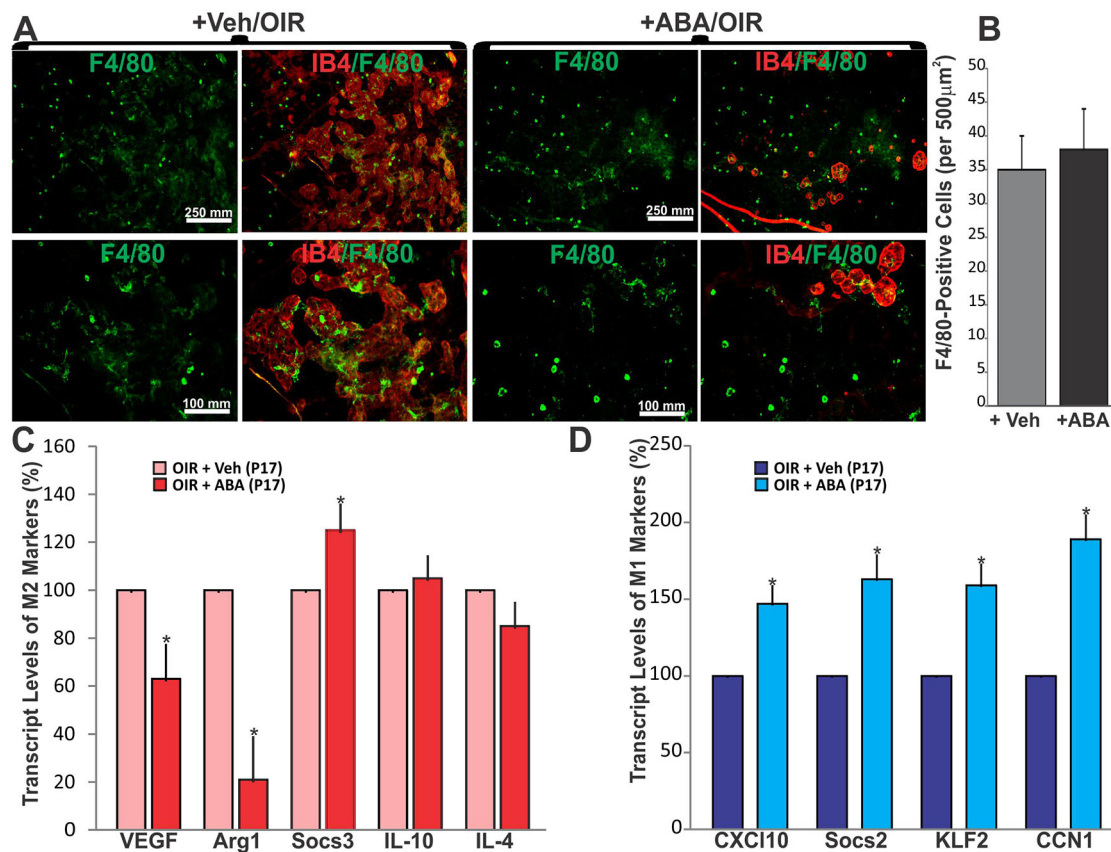 A
+Veh/OIR
+ABA/OIR
F4/80
IB4/F4/80
F4/80
IB4/F4/80
250 mm
250 mm
F4/80
IB4/F4/80
F4/80
IB4/F4/80
100 mm
100 mm
B
F4/80-Positive Cells (per 500µm²)
50
45
40
35
30
25
20
15
10
5
0
+ Veh
+ABA
C
Transcript Levels of M2 Markers (%)
160
140
120
100
80
60
40
20
0
OIR + Veh (P17)
OIR + ABA (P17)
*
*
*
VEGF
Arg1
Socs3
IL-10
IL-4
D
Transcript Levels of M1 Markers (%)
250
200
150
100
50
0
OIR + Veh (P17)
OIR + ABA (P17)
*
*
*
*
CXCl10
Socs2
KLF2
CCN1